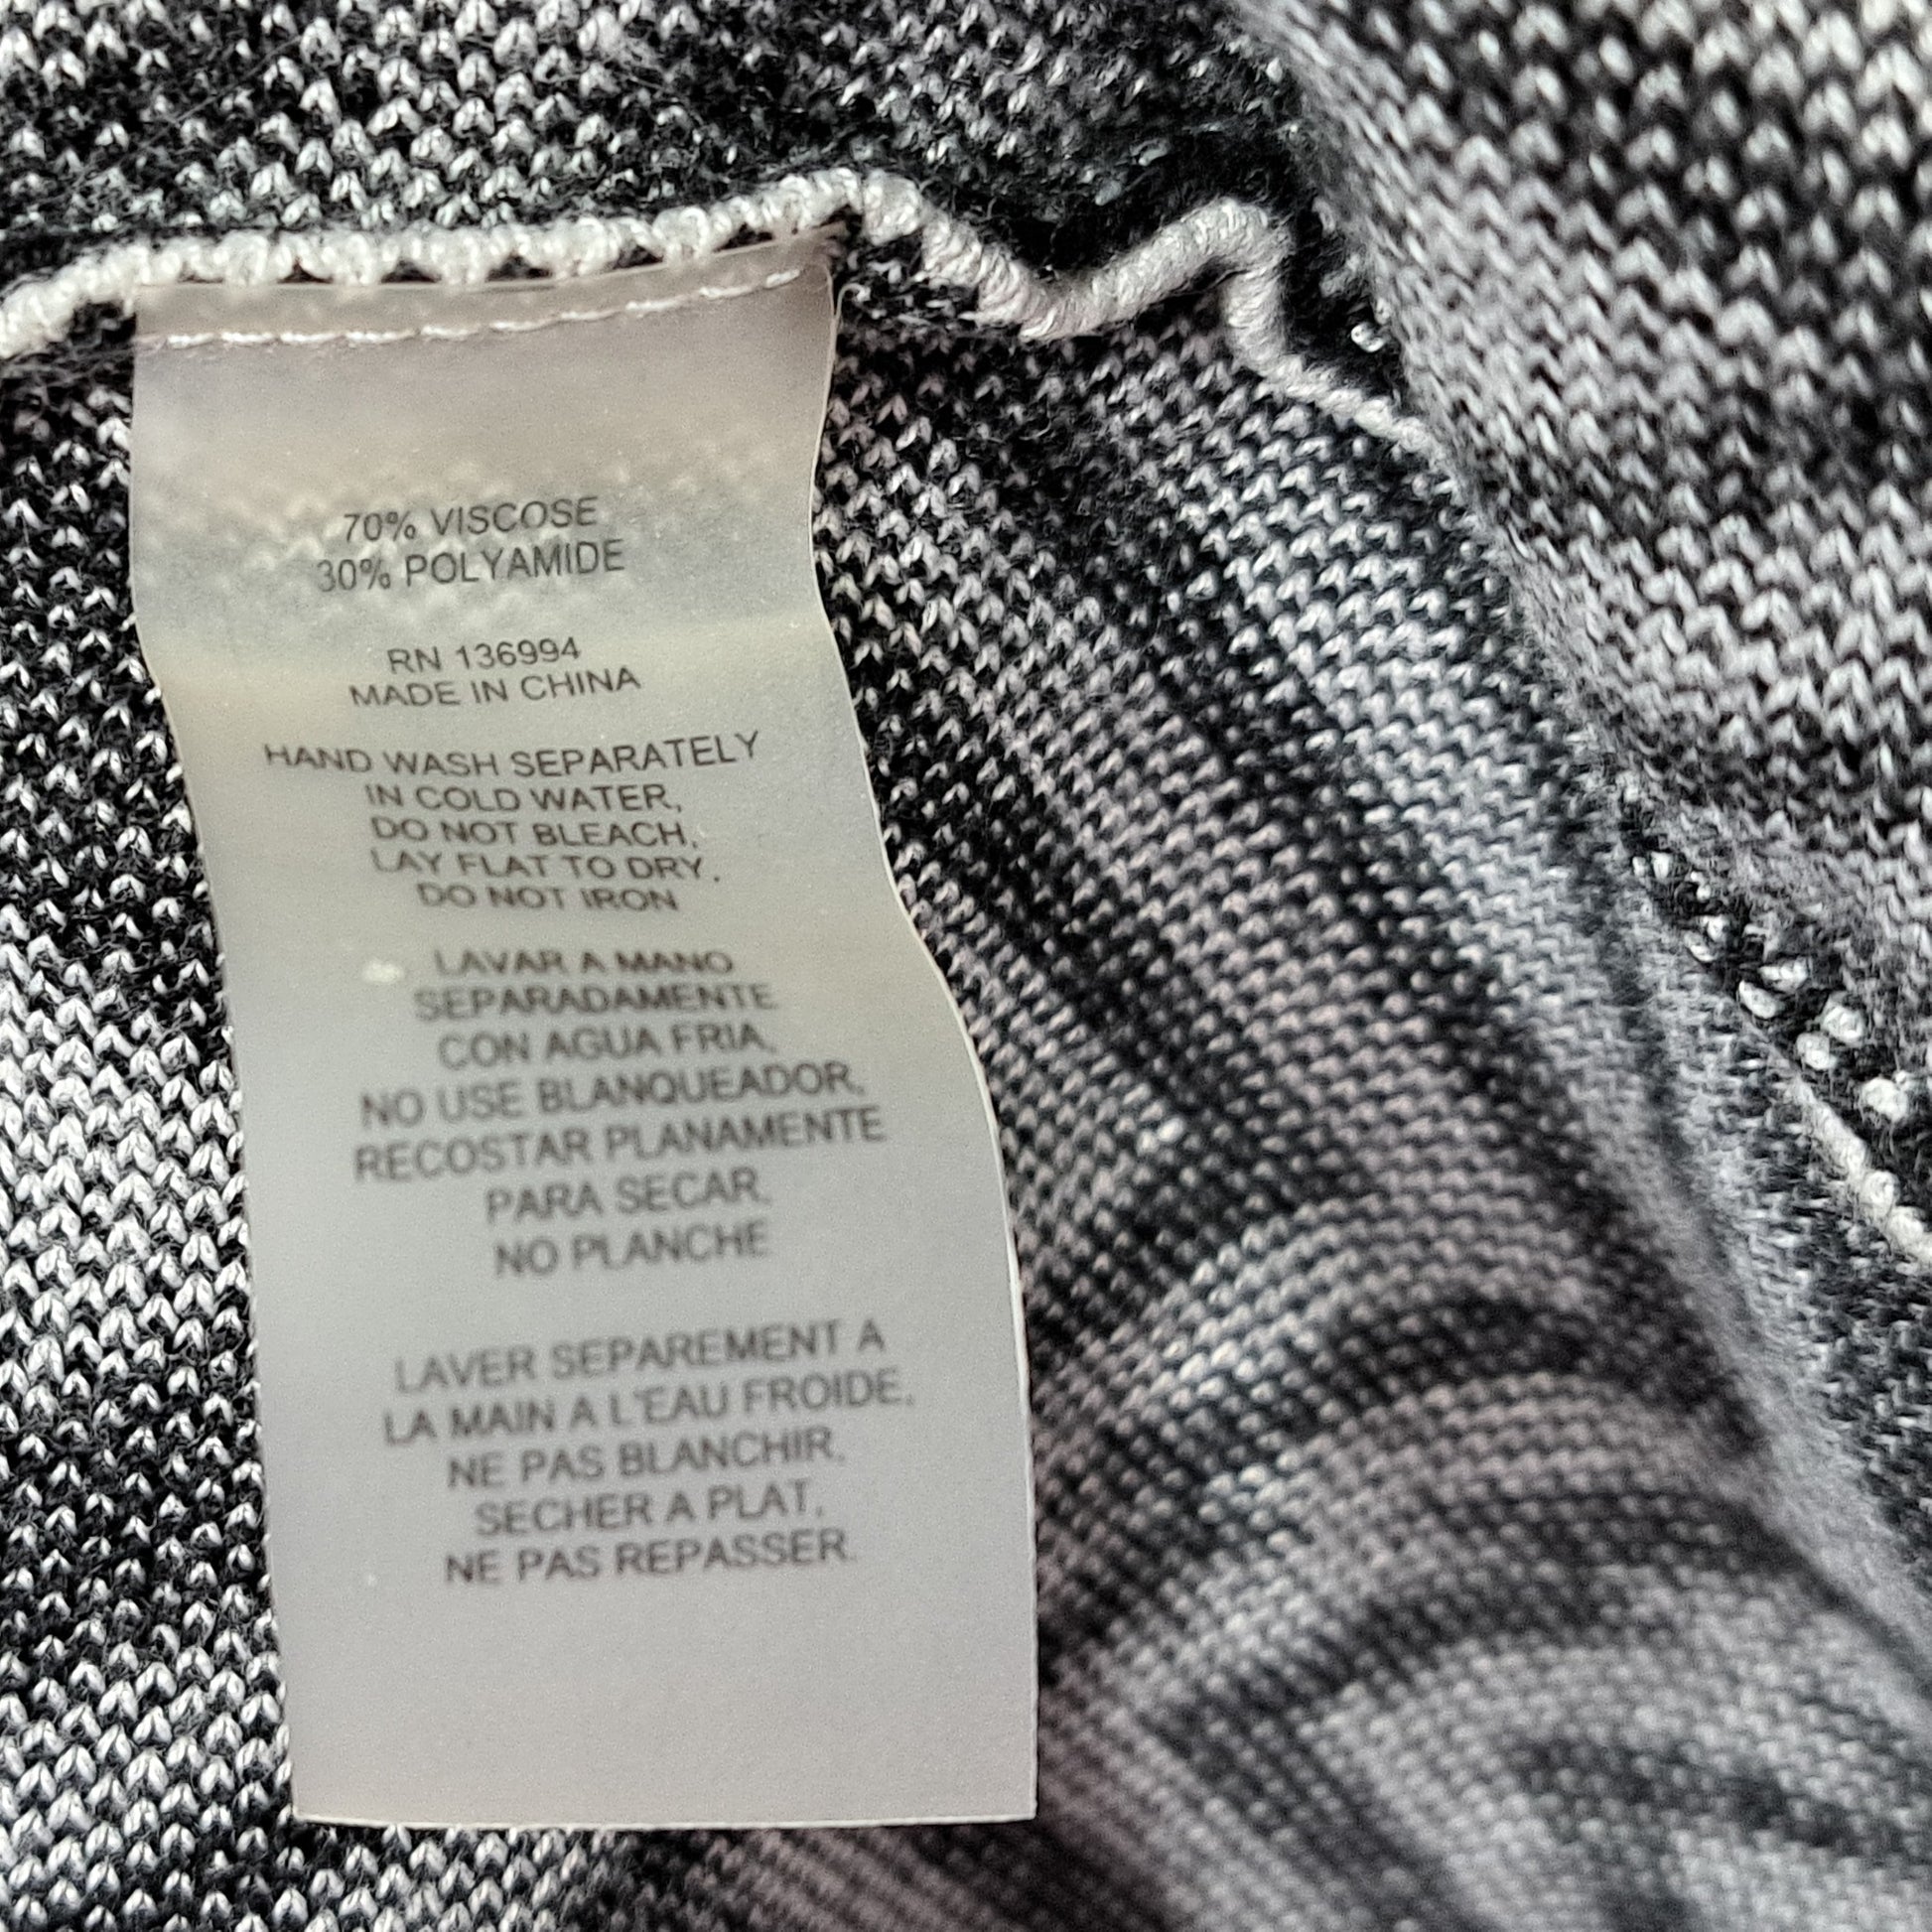 70% VISCOSE
30% POLYAMIDE
RN 136994
MADE IN CHINA
HAND WASH SEPARATELY
IN COLD WATER,
DO NOT BLEACH,
LAY FLAT TO DRY,
DO NOT IRON
LAVAR A MANO
SEPARADAMENTE
CON AGUA FRIA,
NO USE BLANQUEADOR,
RECOSTAR PLANAMENTE
PARA SECAR,
NO PLANCHE
LAVER SEPAREMENT A
LA MAIN A L'EAU FROIDE,
NE PAS BLANCHIR,
SECHER A PLAT,
NE PAS REPASSER.